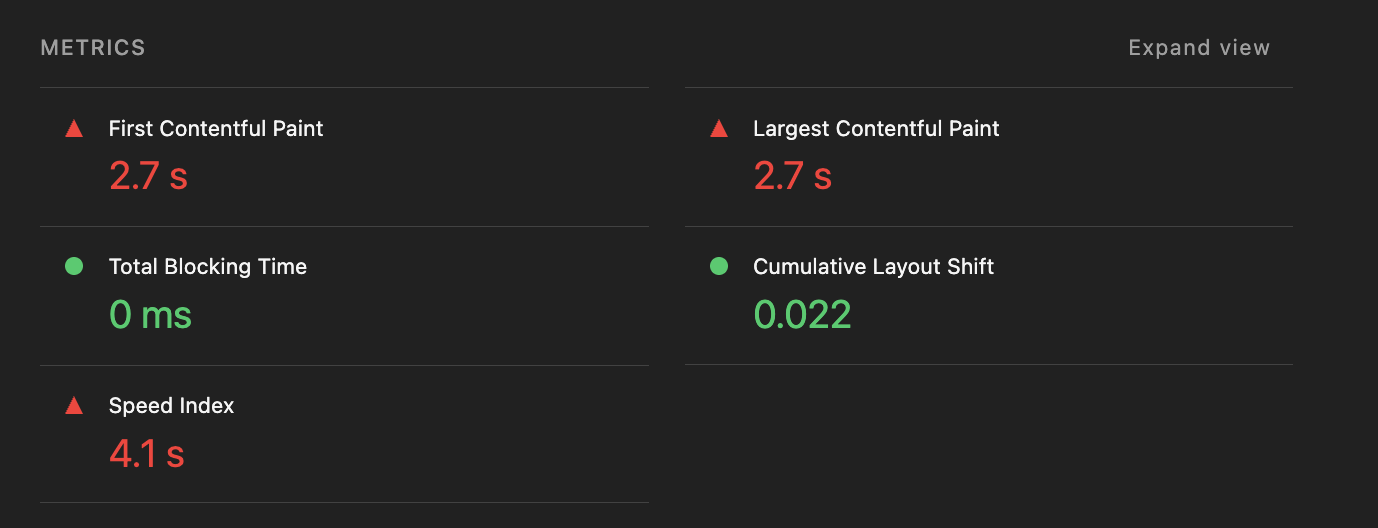 METRICS
Expand view
First Contentful Paint
2.7 s
Largest Contentful Paint
2.7 s
Total Blocking Time
0 ms
Cumulative Layout Shift
0.022
Speed Index
4.1 s